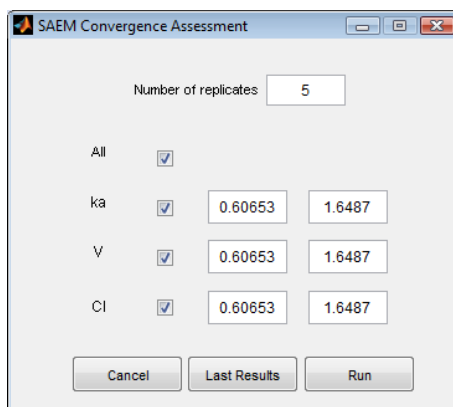 SAEM Convergence Assessment
Number of replicates 5
All
ka 0.60653 1.6487
V 0.60653 1.6487
Cl 0.60653 1.6487
Cancel Last Results Run